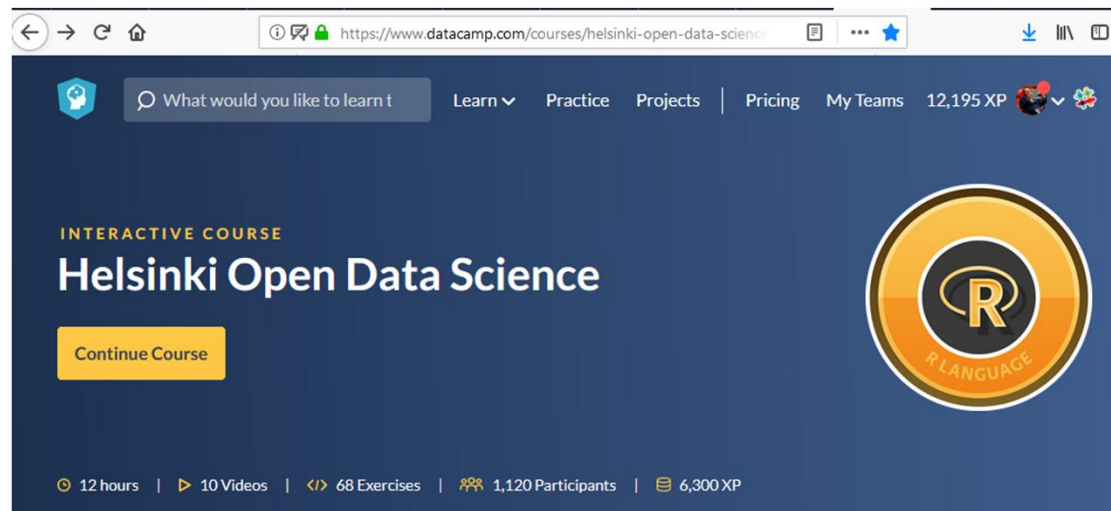 https://www.datacamp.com/courses/helsinki-open-data-science
What would you like to learn t
Learn Practice Projects | Pricing My Teams 12,195 XP
INTERACTIVE COURSE
Helsinki Open Data Science
Continue Course
R
R LANGUAGE
12 hours | 10 Videos | </> 68 Exercises | 1,120 Participants | 6,300 XP